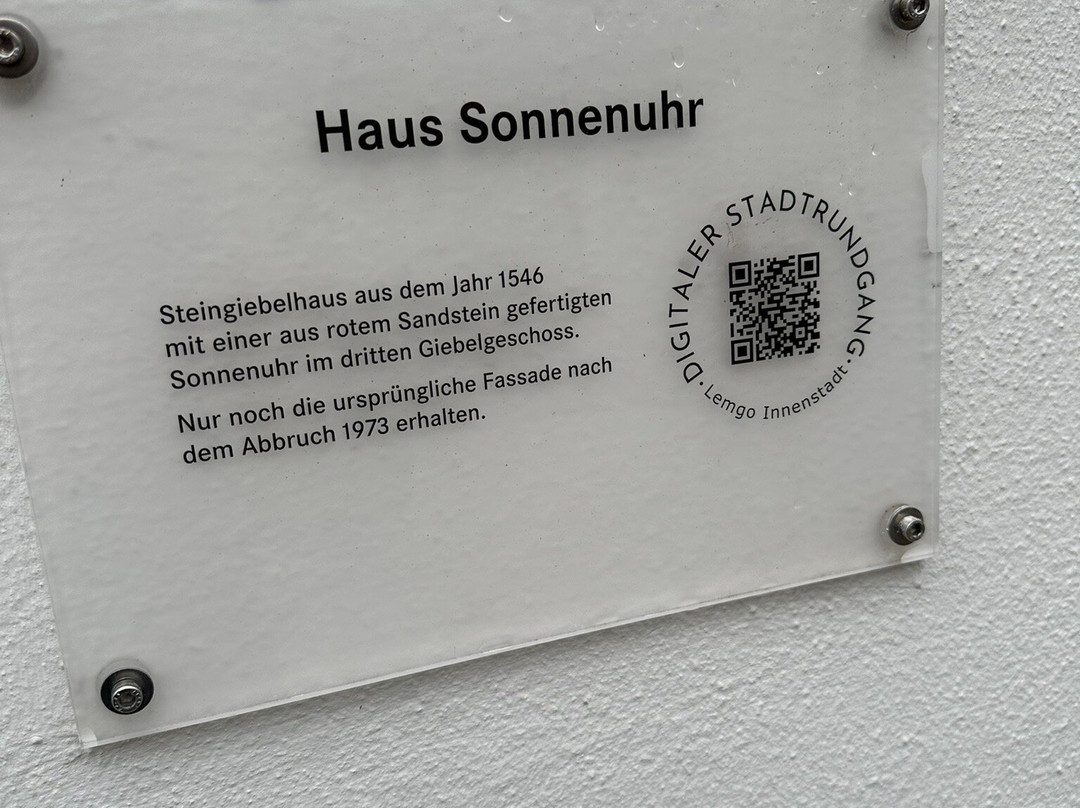 Haus Sonnenuhr
Steingiebelhaus aus dem Jahr 1546
mit einer aus rotem Sandstein gefertigten
Sonnenuhr im dritten Giebelgeschoss.
Nur noch die ursprüngliche Fassade nach
dem Abbruch 1973 erhalten.
DIGITALER STADTRUNDGANG
· Lemgo Innenstadt ·